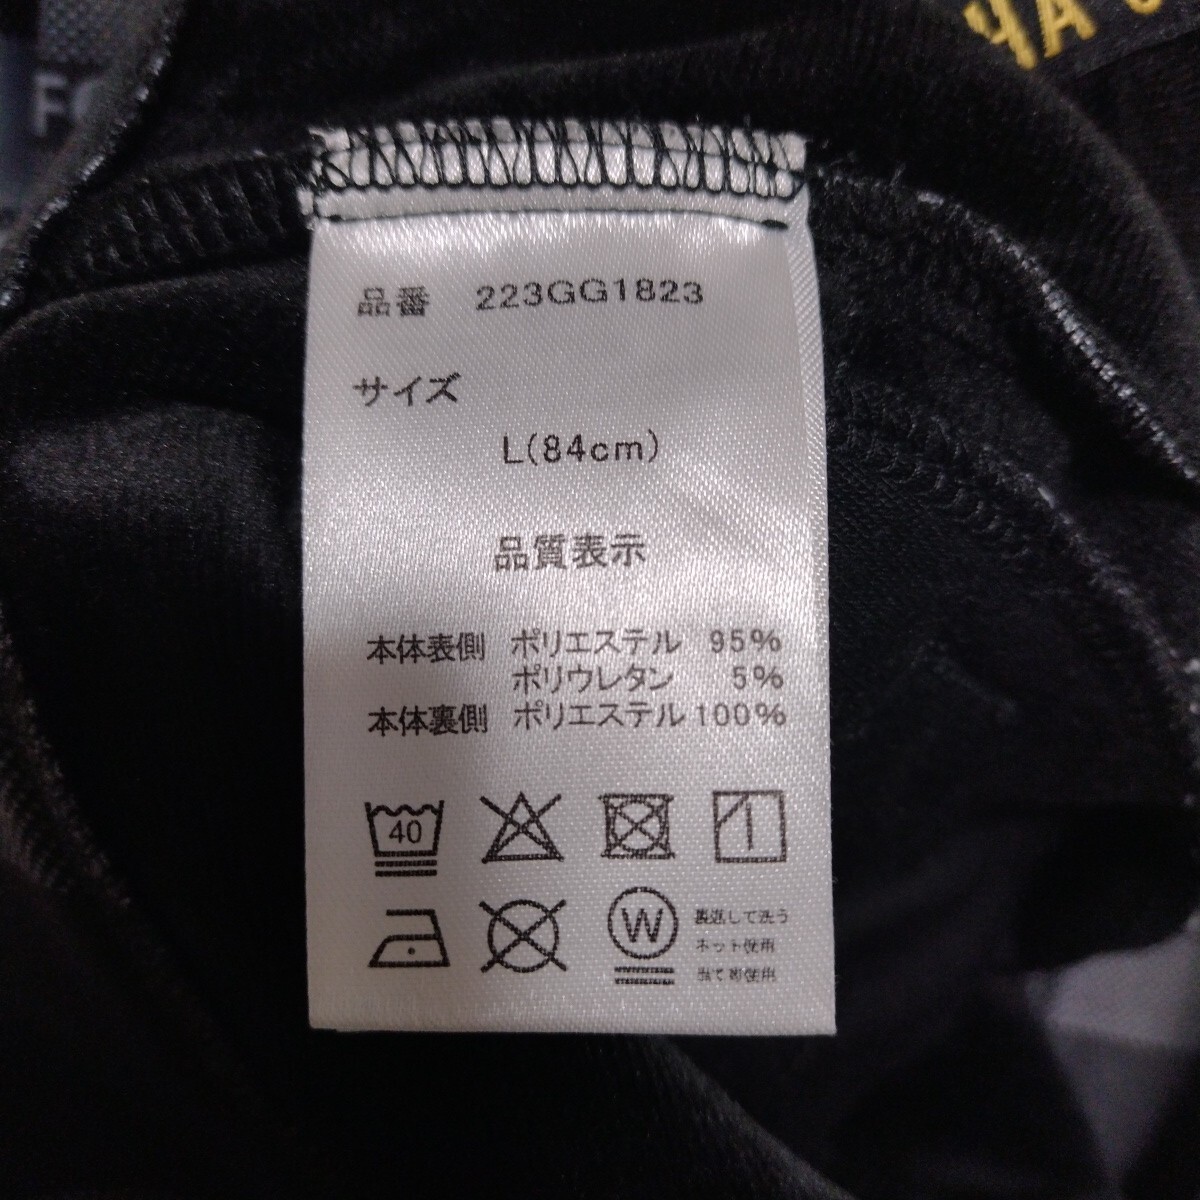 品番 223GG1823
サイズ
L(84cm)
品質表示
本体表側 ポリエステル 95%
ポリウレタン 5%
本体裏側 ポリエステル 100%
40
W
裏返して洗う
ネット使用
当て布使用